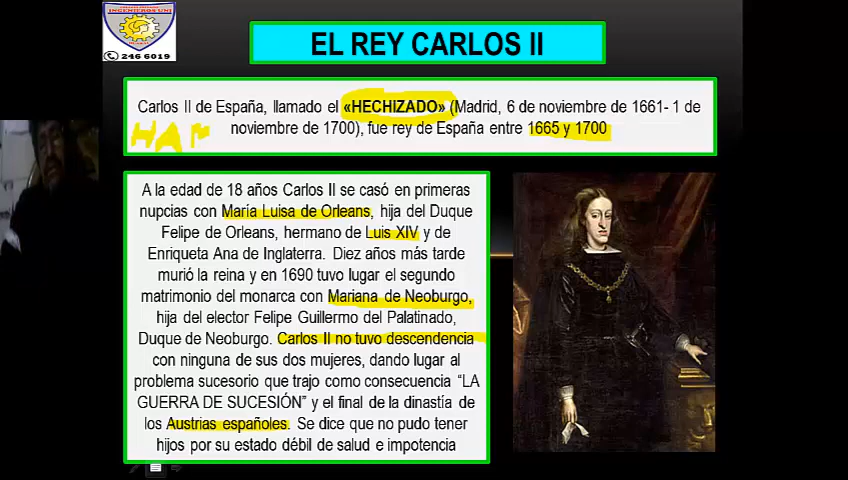 INGENIEROS UNI
246 6019
EL REY CARLOS II
Carlos II de España, llamado el «HECHIZADO» (Madrid, 6 de noviembre de 1661- 1 de
noviembre de 1700), fue rey de España entre 1665 y 1700
HA
A la edad de 18 años Carlos II se casó en primeras
nupcias con María Luisa de Orleans, hija del Duque
Felipe de Orleans, hermano de Luis XIV y de
Enriqueta Ana de Inglaterra. Diez años más tarde
murió la reina y en 1690 tuvo lugar el segundo
matrimonio del monarca con Mariana de Neoburgo,
hija del elector Felipe Guillermo del Palatinado,
Duque de Neoburgo. Carlos II no tuvo descendencia
con ninguna de sus dos mujeres, dando lugar al
problema sucesorio que trajo como consecuencia “LA
GUERRA DE SUCESIÓN” y el final de la dinastía de
los Austrias españoles. Se dice que no pudo tener
hijos por su estado débil de salud e impotencia